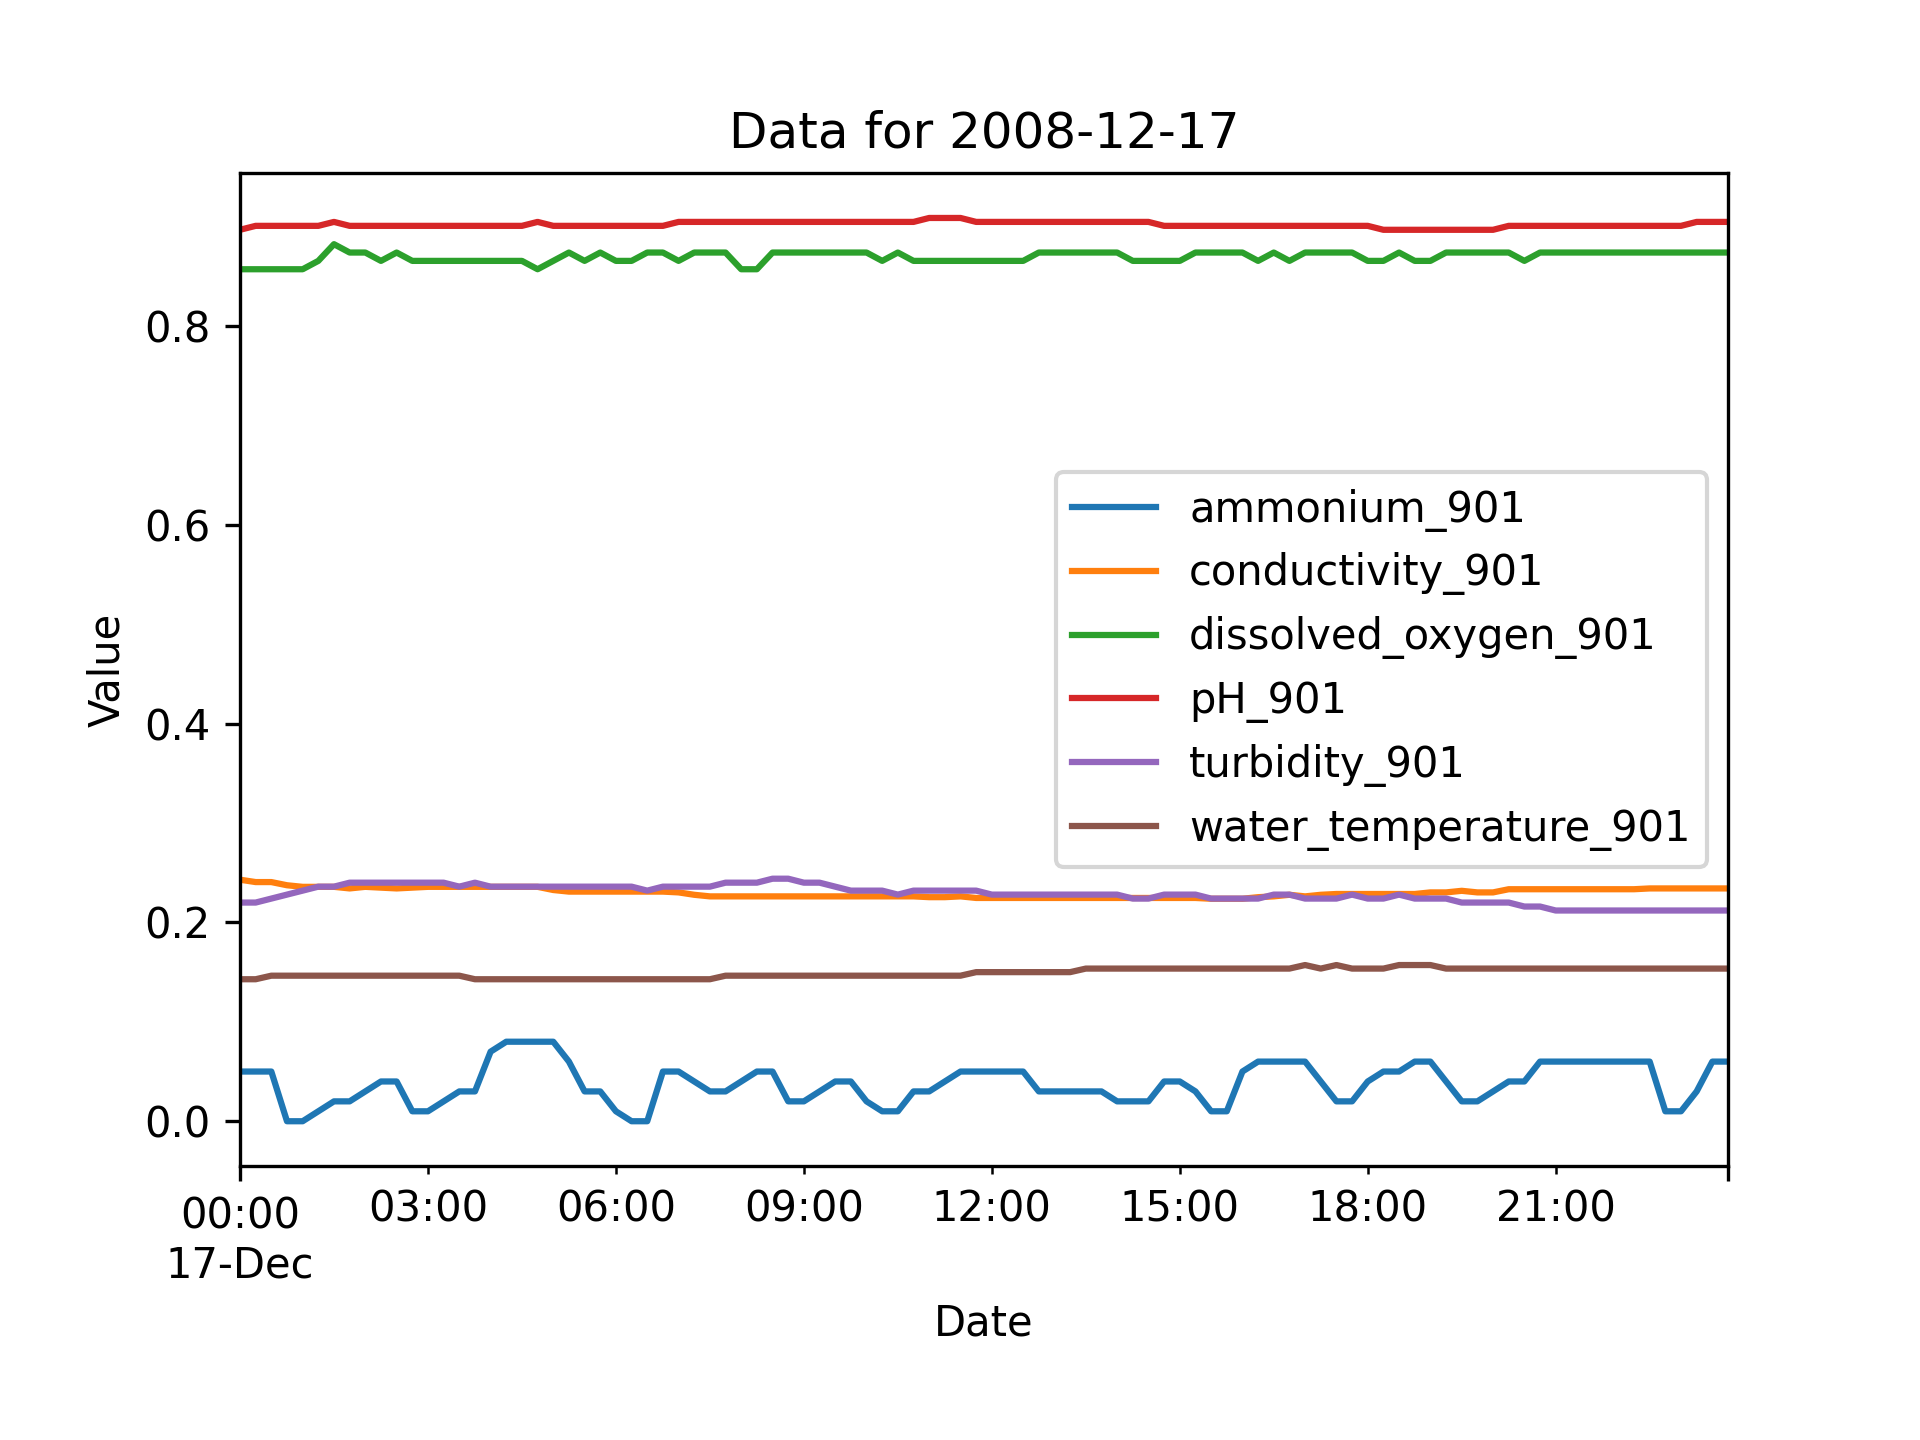 Data for 2008-12-17
Value
0.8
0.6
0.4
0.2
0.0
ammonium_901
conductivity_901
dissolved_oxygen_901
pH_901
turbidity_901
water_temperature_901
00:00 03:00 06:00 09:00 12:00 15:00 18:00 21:00
17-Dec
Date